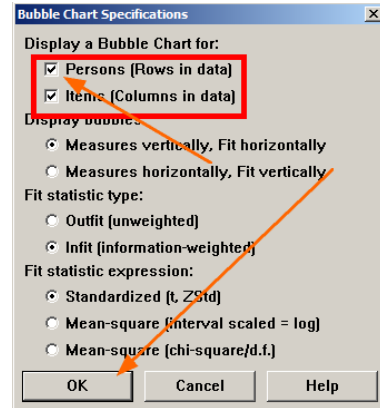 Bubble Chart Specifications
Display a Bubble Chart for:
Persons (Rows in data)
Items (Columns in data)
Display bubbles
Measures vertically, Fit horizontally
Measures horizontally, Fit vertically
Fit statistic type:
Outfit (unweighted)
Infit (information-weighted)
Fit statistic expression:
Standardized (t, ZStd)
Mean-square (interval scaled = log)
Mean-square (chi-square/d.f.)
OK Cancel Help